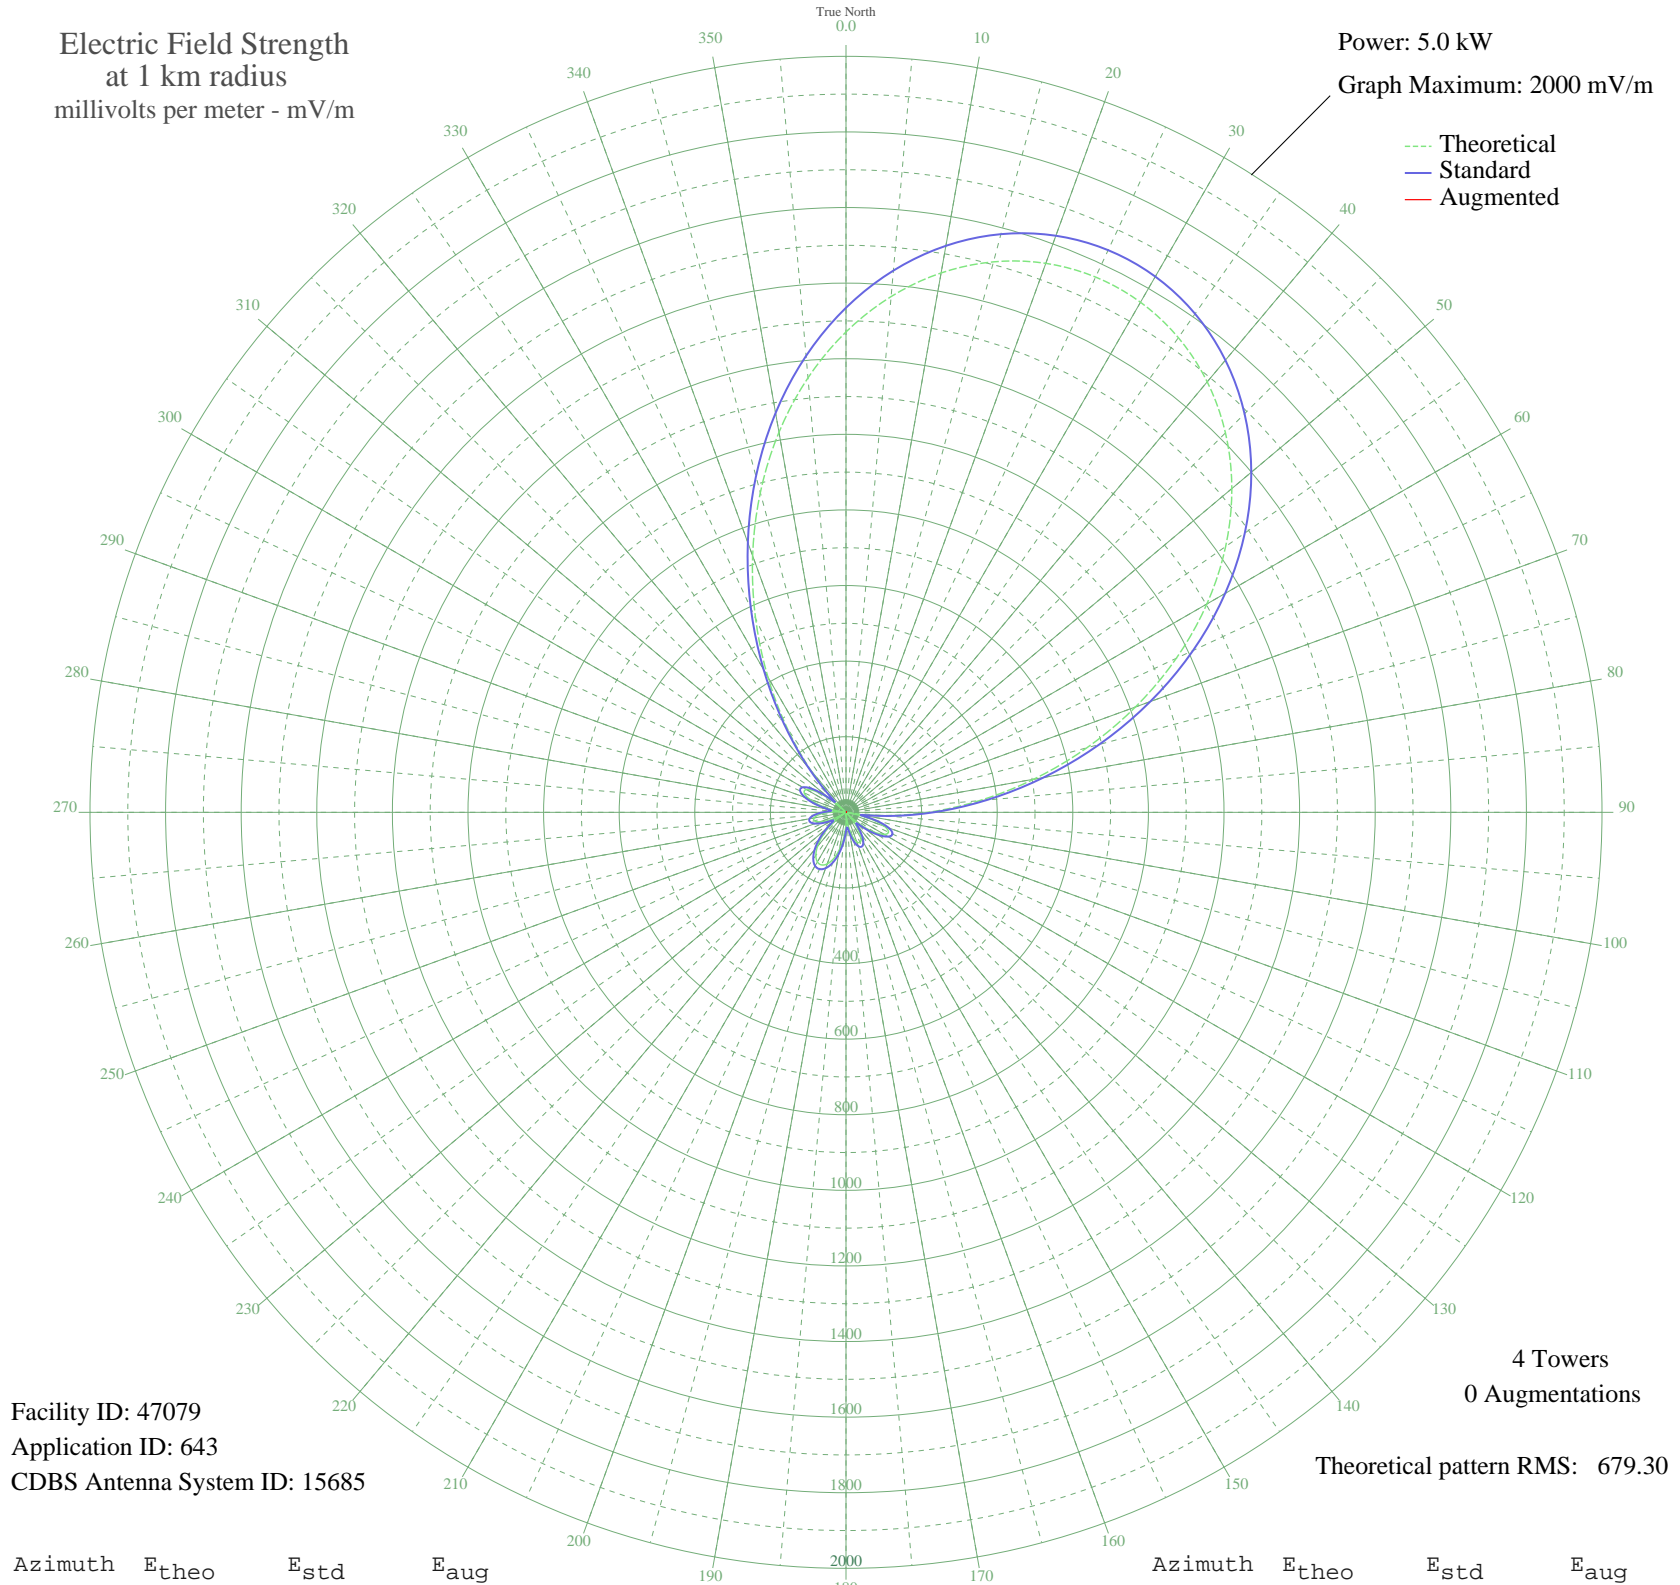 True North
0.0
Electric Field Strength
at 1 km radius
millivolts per meter - mV/m
Power: 5.0 kW
Graph Maximum: 2000 mV/m
Theoretical
Standard
Augmented
10
20
30
40
50
60
70
80
90
100
110
120
130
140
150
160
170
190
200
210
220
230
240
250
260
270
280
290
300
310
320
330
340
350
400
600
800
1000
1200
1400
1600
1800
2000
180
4 Towers
0 Augmentations
Theoretical pattern RMS: 679.30
Facility ID: 47079
Application ID: 643
CDBS Antenna System ID: 15685
Azimuth Etheo Estd Eaug Azimuth Etheo Estd Eaug